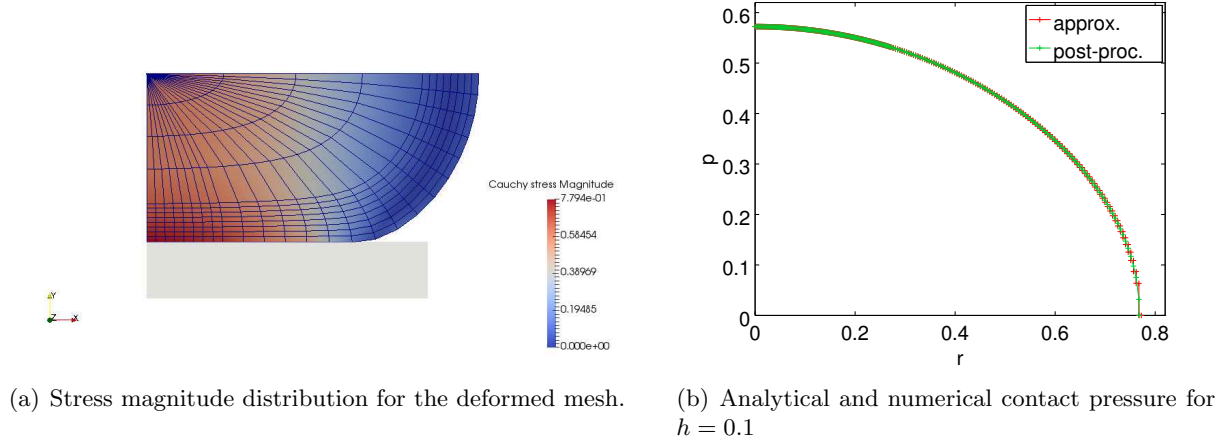 Cauchy stress Magnitude
7.794e-01
0.58454
0.38969
0.19485
0.000e+00
Y
Z
X
(a) Stress magnitude distribution for the deformed mesh.
0.6
0.5
0.4
0.3
0.2
0.1
0
p
approx.
post-proc.
0 0.2 0.4 0.6 0.8
r
(b) Analytical and numerical contact pressure for
h = 0.1